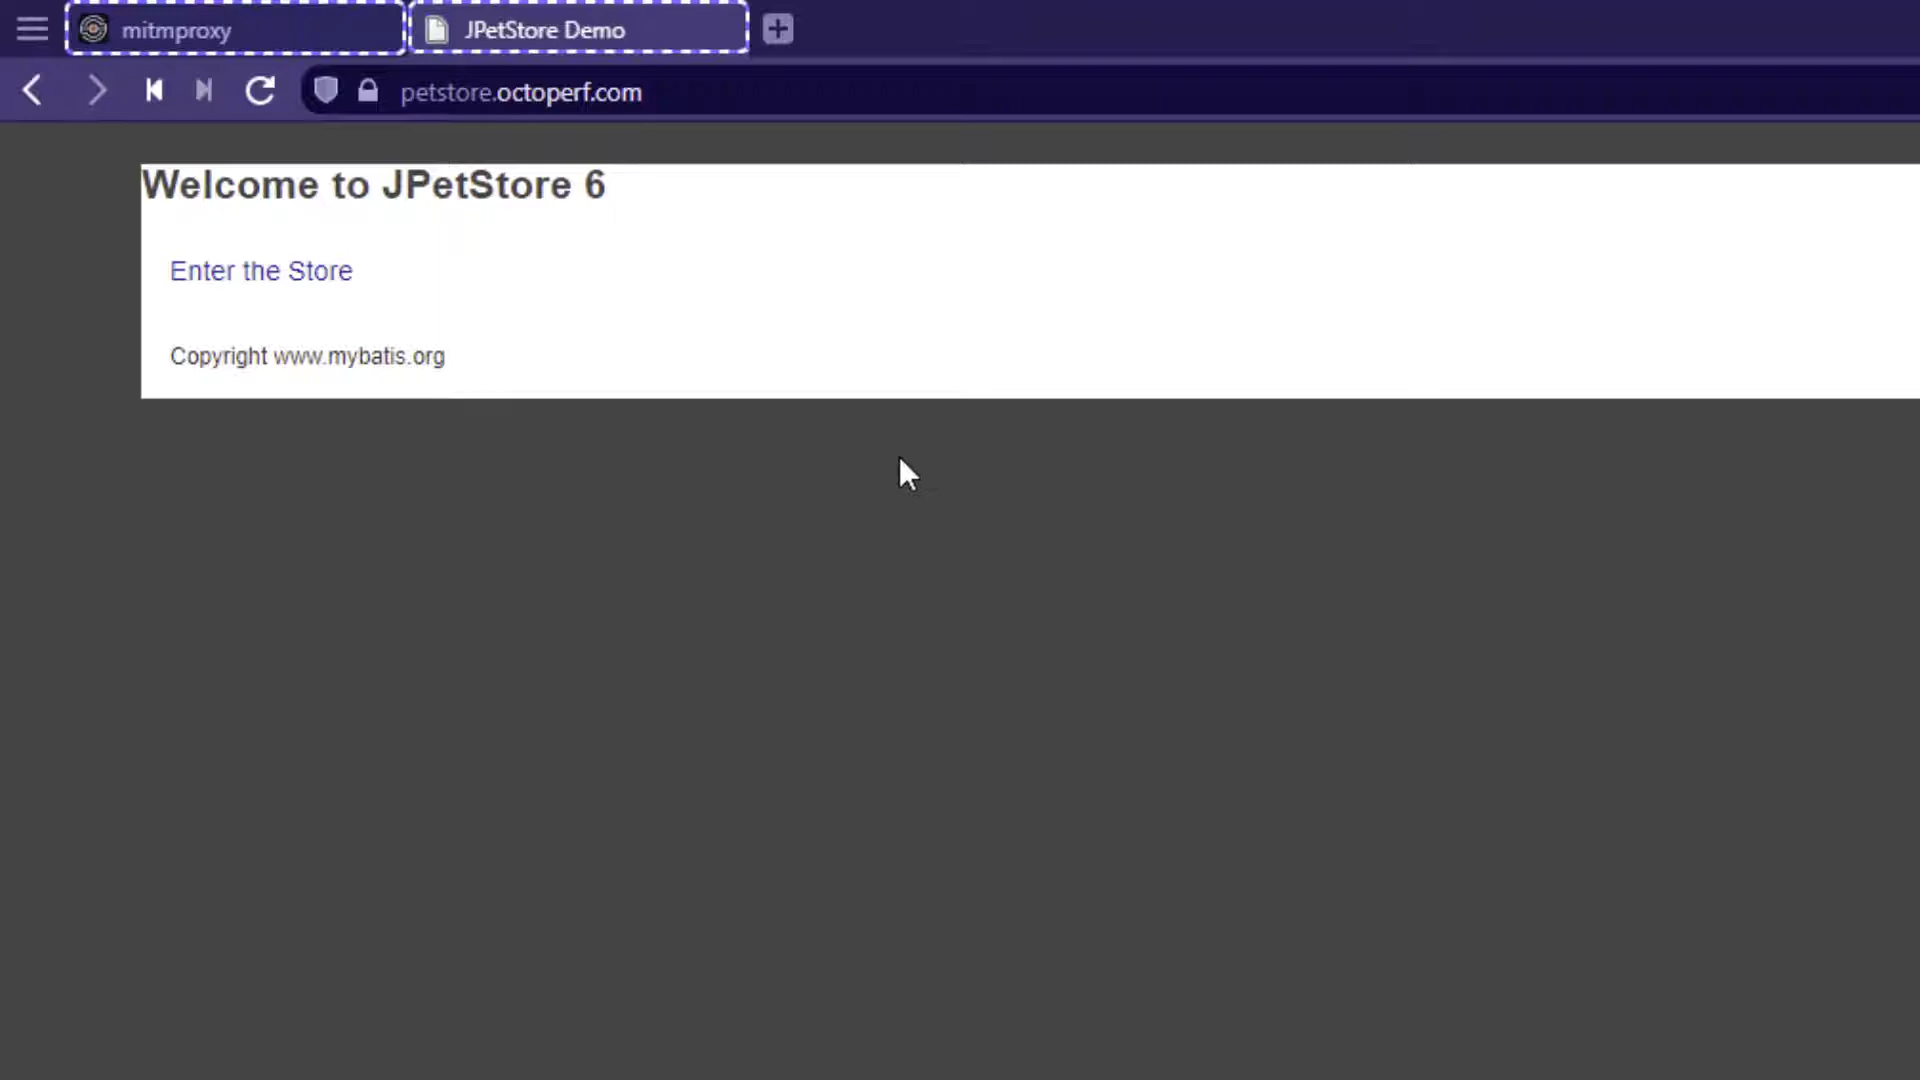 mitmproxy
JPetStore Demo
petstore.octoperf.com
Welcome to JPetStore 6
Enter the Store
Copyright www.mybatis.org